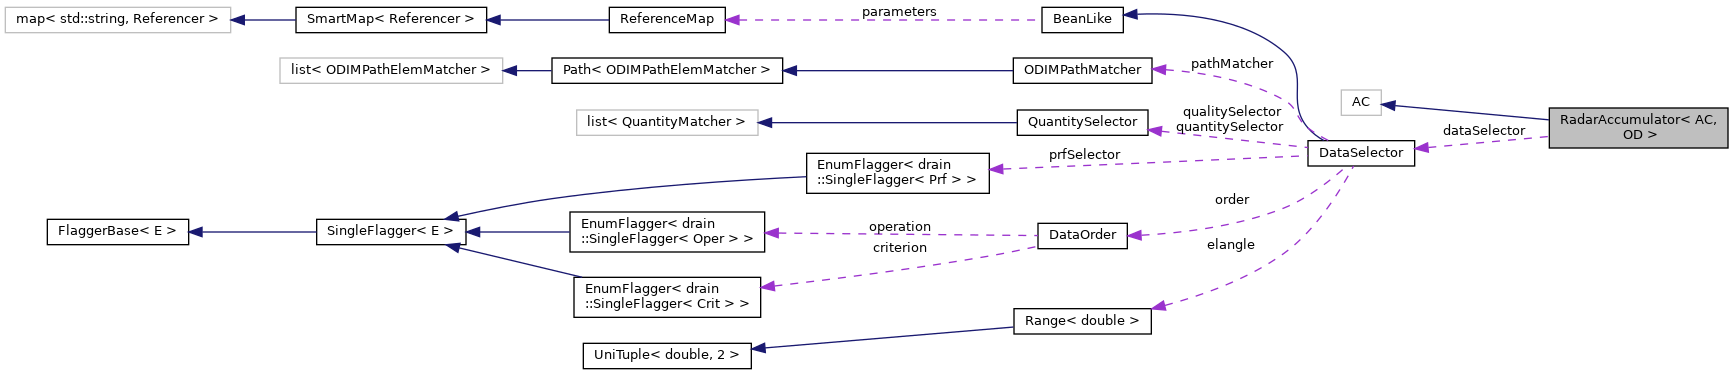 map< std::string, Referencer >
SmartMap< Referencer >
ReferenceMap
parameters
BeanLike
list< ODIMPathElemMatcher >
Path< ODIMPathElemMatcher >
ODIMPathMatcher
pathMatcher
AC
list< QuantityMatcher >
QuantitySelector
qualitySelector
quantitySelector
RadarAccumulator< AC,
OD >
dataSelector
DataSelector
EnumFlagger< drain
::SingleFlagger< Prf > >
prfSelector
FlaggerBase< E >
SingleFlagger< E >
EnumFlagger< drain
::SingleFlagger< Oper > >
operation
criterion
DataOrder
order
elangle
EnumFlagger< drain
::SingleFlagger< Crit > >
Range< double >
UniTuple< double, 2 >